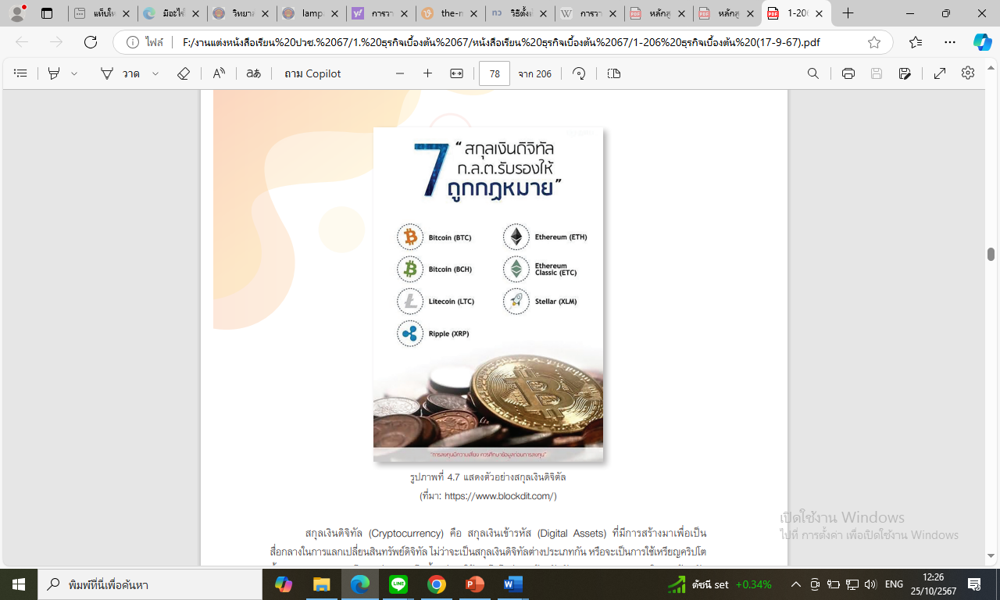 แท็บให
มีอะไรใ
วิทยาส
lamp
การวา
the-n
วิธีตั้งเ
การวา
หลักสู
หลักสู
1-20
ไฟล์
F:/งานแต่งหนังสือเรียน%20ปวช.%2067/1.%20ธุรกิจเบื้องต้น%2067/หนังสือเรียน%20ธุรกิจเบื้องต้น%2067/1-206%20ธุรกิจเบื้องต้น%20(17-9-67).pdf
วาด
ถาม Copilot
78
จาก 206
7 "สกุลเงินดิจิทัล
ก.ล.ต.รับรองให้
ถูกกฎหมาย"
Bitcoin (BTC)
Ethereum (ETH)
Bitcoin (BCH)
Ethereum
Classic (ETC)
Litecoin (LTC)
Stellar (XLM)
Ripple (XRP)
ltr
"การลงทุนมีความเสี่ยง ควรศึกษาข้อมูลก่อนการลงทุน"
รูปภาพที่ 4.7 แสดงตัวอย่างสกุลเงินดิจิตัล
(ที่มา: https://www.blockdit.com/)
สกุลเงินดิจิทัล (Cryptocurrency) คือ สกุลเงินเข้ารหัส (Digital Assets) ที่มีการสร้างมาเพื่อเป็น
สื่อกลางในการแลกเปลี่ยนสินทรัพย์ดิจิทัล ไม่ว่าจะเป็นสกุลเงินดิจิทัลต่างประเภทกัน หรือจะเป็นการใช้เหรียญคริปโต
เปิดใช้งาน Windows
ไปที่ การตั้งค่า เพื่อเปิดใช้งาน Windows
พิมพ์ที่นี่เพื่อค้นหา
ดัชนี set +0.34%
ENG
12:26
25/10/2567